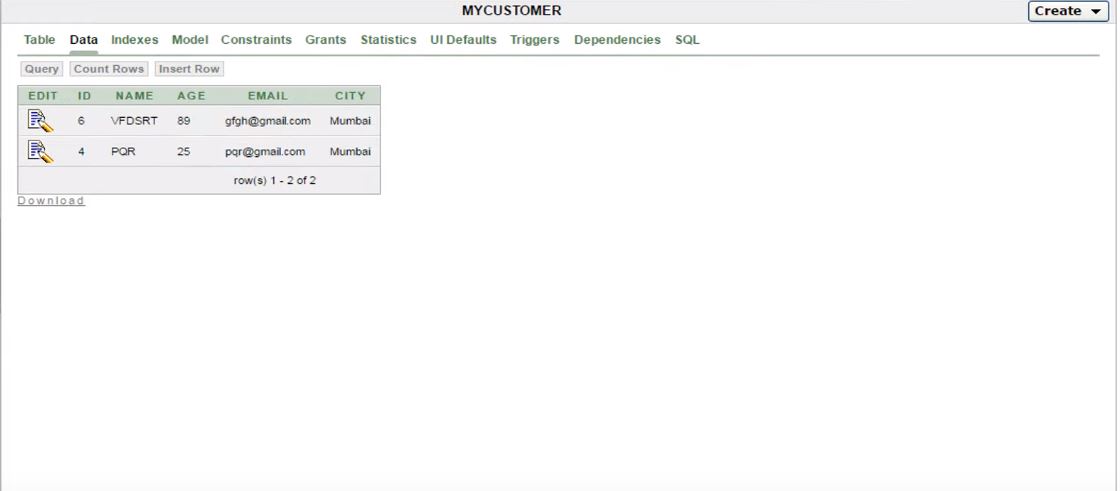 MYCUSTOMER
Create
Table Data Indexes Model Constraints Grants Statistics UI Defaults Triggers Dependencies SQL
Query Count Rows Insert Row
EDIT ID NAME AGE EMAIL CITY
6 VFDSRT 89 gfgh@gmail.com Mumbai
4 PQR 25 pqr@gmail.com Mumbai
row(s) 1 - 2 of 2
Download